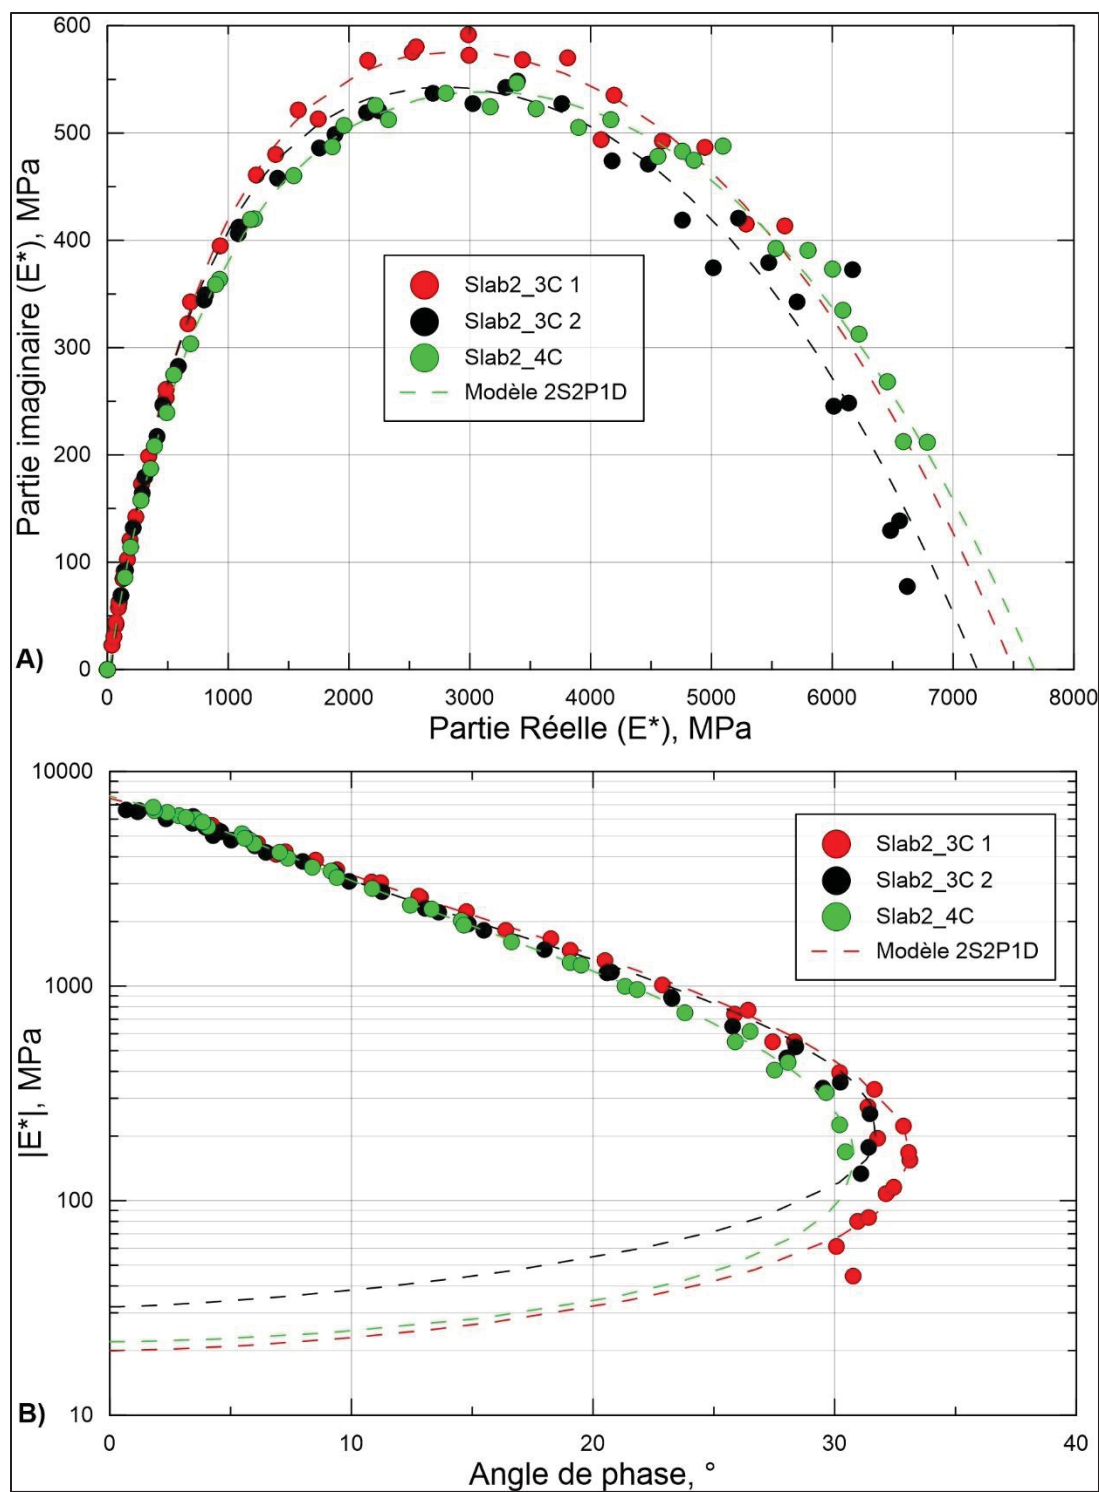 600
500
400
300
200
100
0
Partie imaginaire (E*), MPa
Slab2_3C 1
Slab2_3C 2
Slab2_4C
Modèle 2S2P1D
A)
0 1000 2000 3000 4000 5000 6000 7000 8000
Partie Réelle (E*), MPa
10000
1000
100
10
|E*|, MPa
Slab2_3C 1
Slab2_3C 2
Slab2_4C
Modèle 2S2P1D
B)
0 10 20 30 40
Angle de phase, °